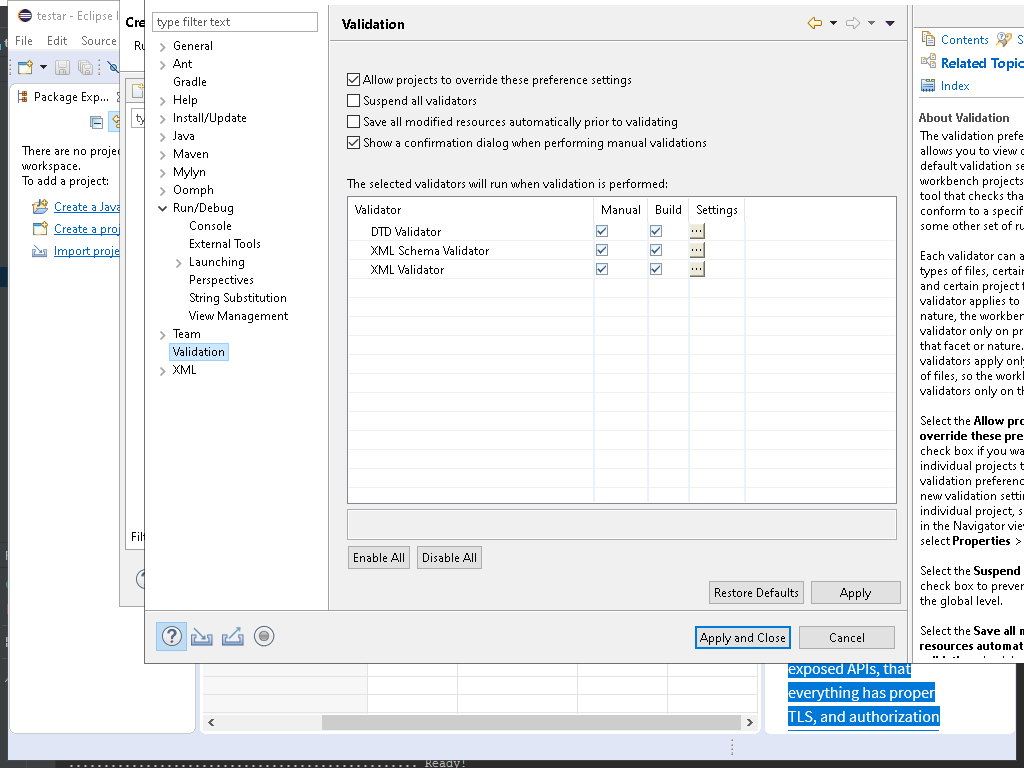 testar - Eclipse I
File Edit Source
Package Exp...
There are no proje
workspace.
To add a project:
Create a Java
Create a proj
Import proje
Cre
Ru
ty
Filt
type filter text
General
Ant
Gradle
Help
Install/Update
Java
Maven
Mylyn
Oomph
Run/Debug
Console
External Tools
Launching
Perspectives
String Substitution
View Management
Team
Validation
XML
Validation
Allow projects to override these preference settings
Suspend all validators
Save all modified resources automatically prior to validating
Show a confirmation dialog when performing manual validations
The selected validators will run when validation is performed:
Validator Manual Build Settings
DTD Validator ...
XML Schema Validator ...
XML Validator ...
Enable All Disable All
Restore Defaults Apply
Apply and Close Cancel
Contents S
Related Topic
Index
About Validation
The validation prefe
allows you to view o
default validation se
workbench projects
tool that checks tha
conform to a specif
some other set of ru
Each validator can a
types of files, certain
and certain project f
validator applies to
nature, the workben
validator only on pr
that facet or nature.
validators apply only
of files, so the workl
validators only on th
Select the Allow pro
override these pre
check box if you wa
individual projects t
validation preferenc
new validation settin
individual project, s
in the Navigator vie
select Properties >
Select the Suspend
check box to preven
the global level.
Select the Save all m
resources automat
exposed APIs, that
everything has proper
TLS, and authorization
Ready!